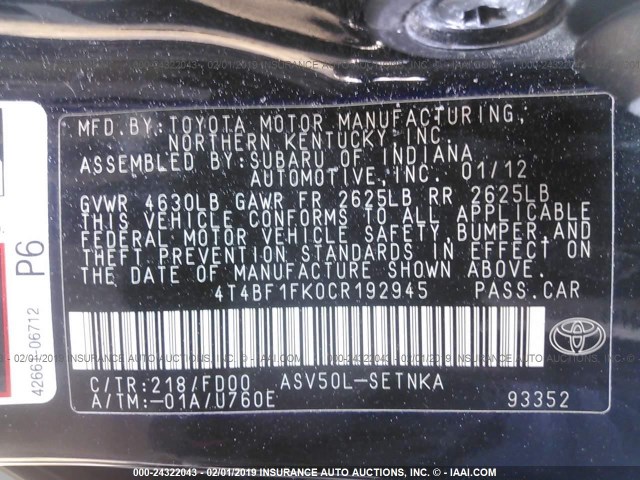 MFD.BY:TOYOTA MOTOR MANUFACTURING,
NORTHERN KENTUCKY,INC.
ASSEMBLED BY:SUBARU OF INDIANA
AUTOMOTIVE,INC. 01/12
GVWR 4630LB GAWR FR 2625LB RR 2625LB
THIS VEHICLE CONFORMS TO ALL APPLICABLE
FEDERAL MOTOR VEHICLE SAFETY,BUMPER,AND
THEFT PREVENTION STANDARDS IN EFFECT ON
THE DATE OF MANUFACTURE SHOWN ABOVE.
4T4BF1FK0CR192945 PASS.CAR
C/TR:218/FD00 ASV50L-SETNKA
A/TM:-01A/U760E 93352
P6
06712
000-24322043 - 02/01/2019 - INSURANCE AUTO AUCTIONS, INC. - © IAAI.COM